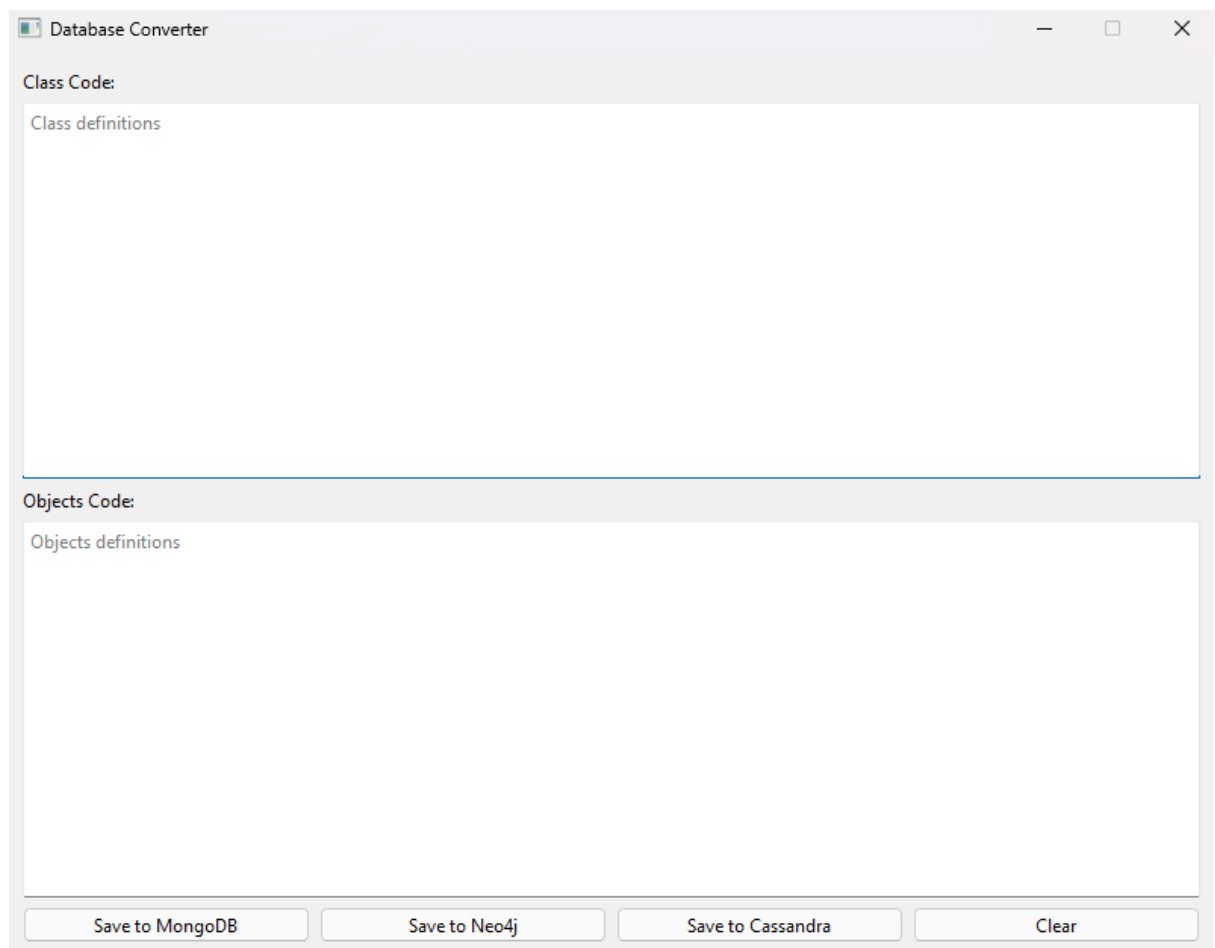 Database Converter
Class Code:
Class definitions
Objects Code:
Objects definitions
Save to MongoDB Save to Neo4j Save to Cassandra Clear